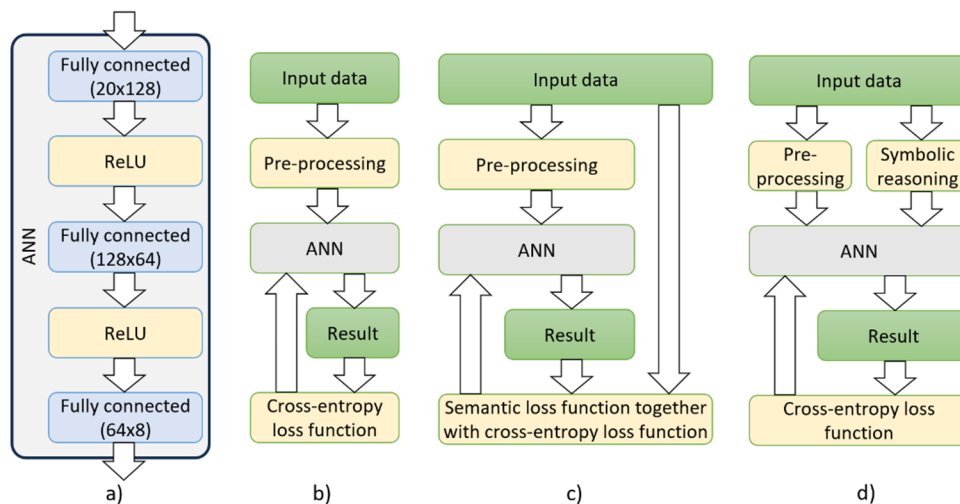 ANN
Fully connected
(20x128)
ReLU
Fully connected
(128x64)
ReLU
Fully connected
(64x8)
a)
Input data
Pre-processing
ANN
Result
Cross-entropy
loss function
b)
Input data
Pre-processing
ANN
Result
Semantic loss function together
with cross-entropy loss function
c)
Input data
Pre-
processing
Symbolic
reasoning
ANN
Result
Cross-entropy loss
function
d)